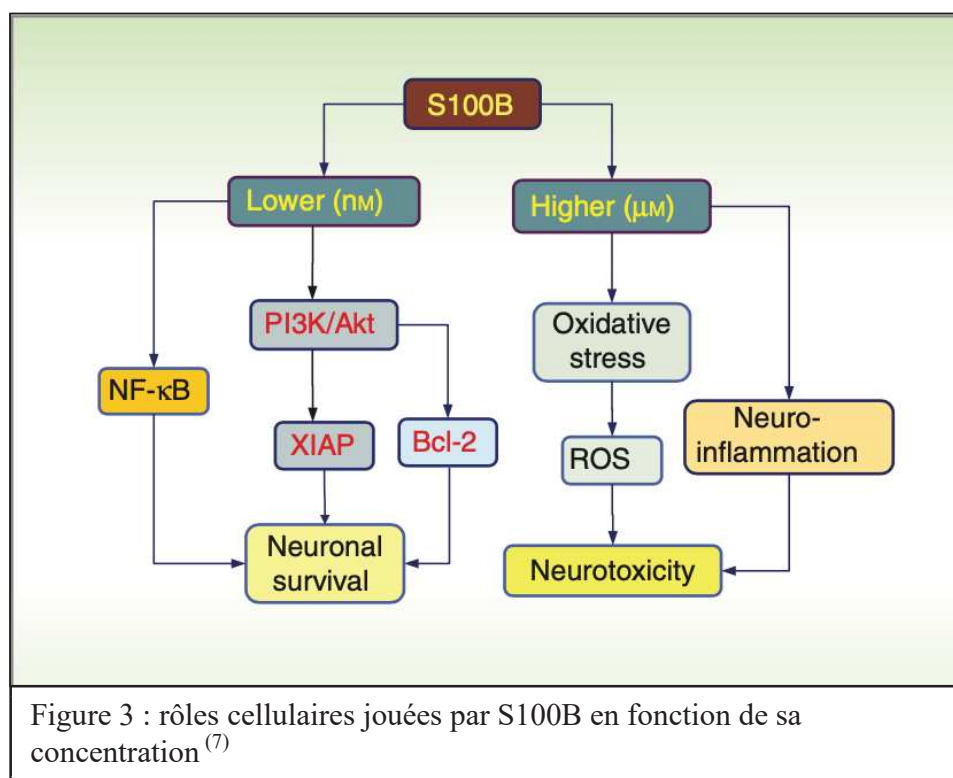 S100B
Lower (nM)
Higher (μM)
PI3K/Akt
Oxidative
stress
NF-κB
XIAP
Bcl-2
ROS
Neuro-
inflammation
Neuronal
survival
Neurotoxicity
Figure 3 : rôles cellulaires jouées par S100B en fonction de sa
concentration (7)